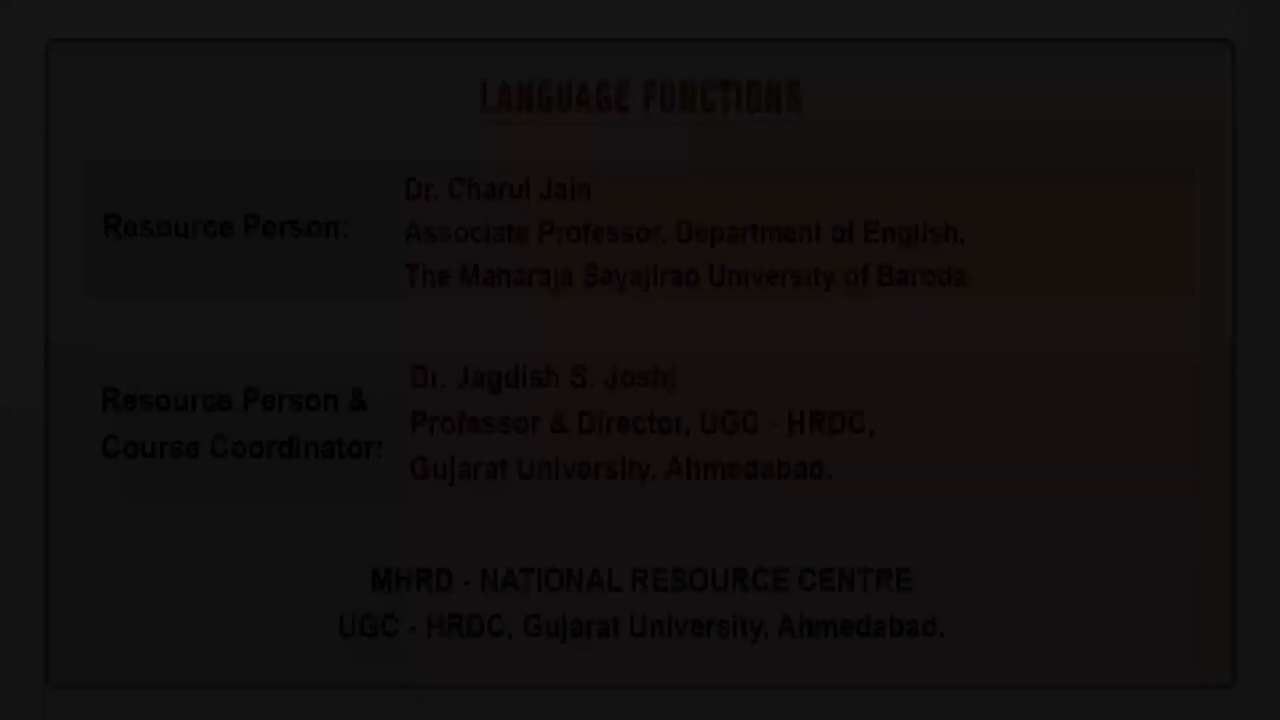 LANGUAGE FUNCTIONS
Dr. Charul Jain
Resource Person:
Associate Professor, Department of English,
The Maharaja Sayajirao University of Baroda
Dr. Jagdish S. Joshi
Resource Person &
Professor & Director, UGC - HRDC,
Course Coordinator:
Gujarat University, Ahmedabad.
MHRD - NATIONAL RESOURCE CENTRE
UGC - HRDC, Gujarat University, Ahmedabad.